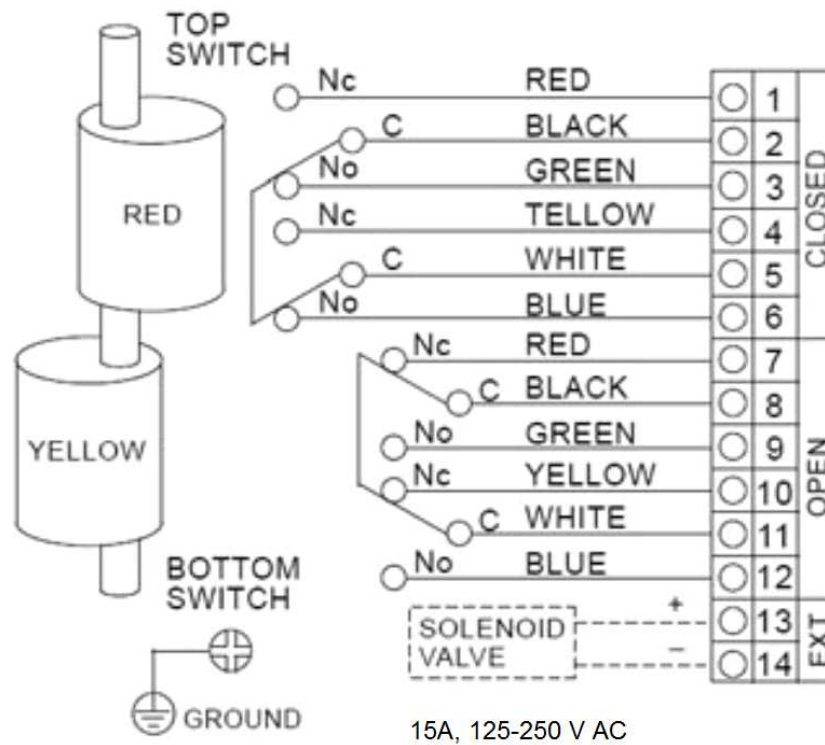 TOP
SWITCH
RED
YELLOW
BOTTOM
SWITCH
GROUND
Nc RED 1
C BLACK 2
No GREEN 3
Nc TELLOW 4
C WHITE 5
No BLUE 6
CLOSED
Nc RED 7
C BLACK 8
No GREEN 9
Nc YELLOW 10
C WHITE 11
No BLUE 12
OPEN
SOLENOID + 13
VALVE − 14
EXT
15A, 125-250 V AC